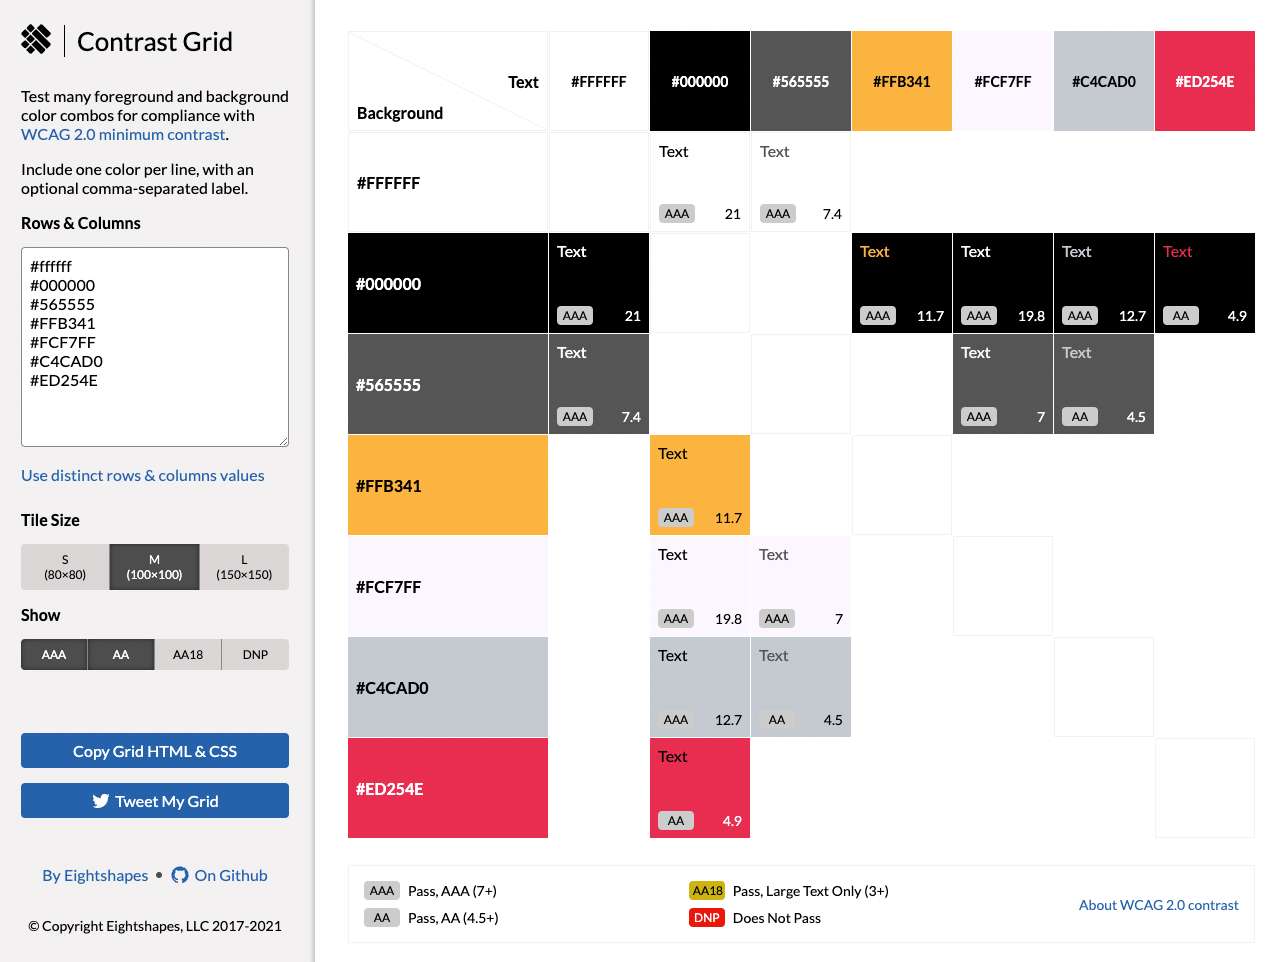 Contrast Grid
Test many foreground and background
color combos for compliance with
WCAG 2.0 minimum contrast.
Include one color per line, with an
optional comma-separated label.
Rows & Columns
#ffffff
#000000
#565555
#FFB341
#FCF7FF
#C4CAD0
#ED254E
Use distinct rows & columns values
Tile Size
S
(80×80)
M
(100×100)
L
(150×150)
Show
AAA AA AA18 DNP
Copy Grid HTML & CSS
Tweet My Grid
By Eightshapes • On Github
© Copyright Eightshapes, LLC 2017-2021
Text
Background
#FFFFFF #000000 #565555 #FFB341 #FCF7FF #C4CAD0 #ED254E
#FFFFFF
Text Text
AAA 21 AAA 7.4
#000000
Text Text Text Text Text
AAA 21 AAA 11.7 AAA 19.8 AAA 12.7 AA 4.9
#565555
Text Text Text
AAA 7.4 AAA 7 AA 4.5
#FFB341
Text
AAA 11.7
#FCF7FF
Text Text
AAA 19.8 AAA 7
#C4CAD0
Text Text
AAA 12.7 AA 4.5
#ED254E
Text
AA 4.9
AAA Pass, AAA (7+)
AA Pass, AA (4.5+)
AA18 Pass, Large Text Only (3+)
DNP Does Not Pass
About WCAG 2.0 contrast